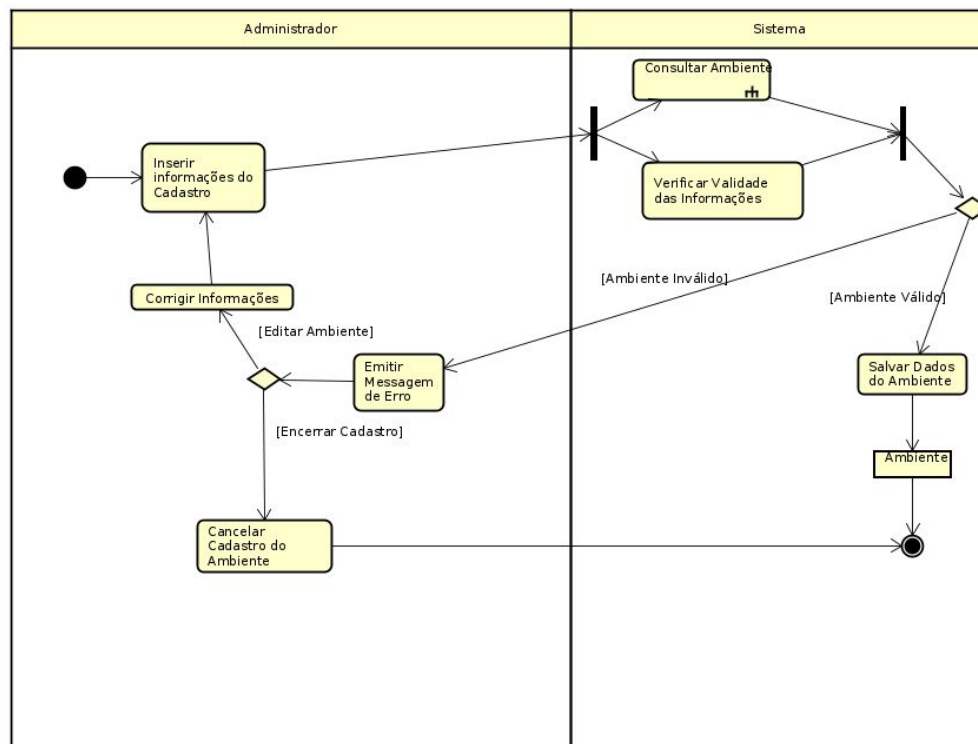 Administrador
Sistema
Consultar Ambiente
Inserir
informações do
Cadastro
Verificar Validade
das Informações
[Ambiente Inválido]
Corrigir Informações
[Ambiente Válido]
[Editar Ambiente]
Emitir
Messagem
de Erro
Salvar Dados
do Ambiente
[Encerrar Cadastro]
Ambiente
Cancelar
Cadastro do
Ambiente